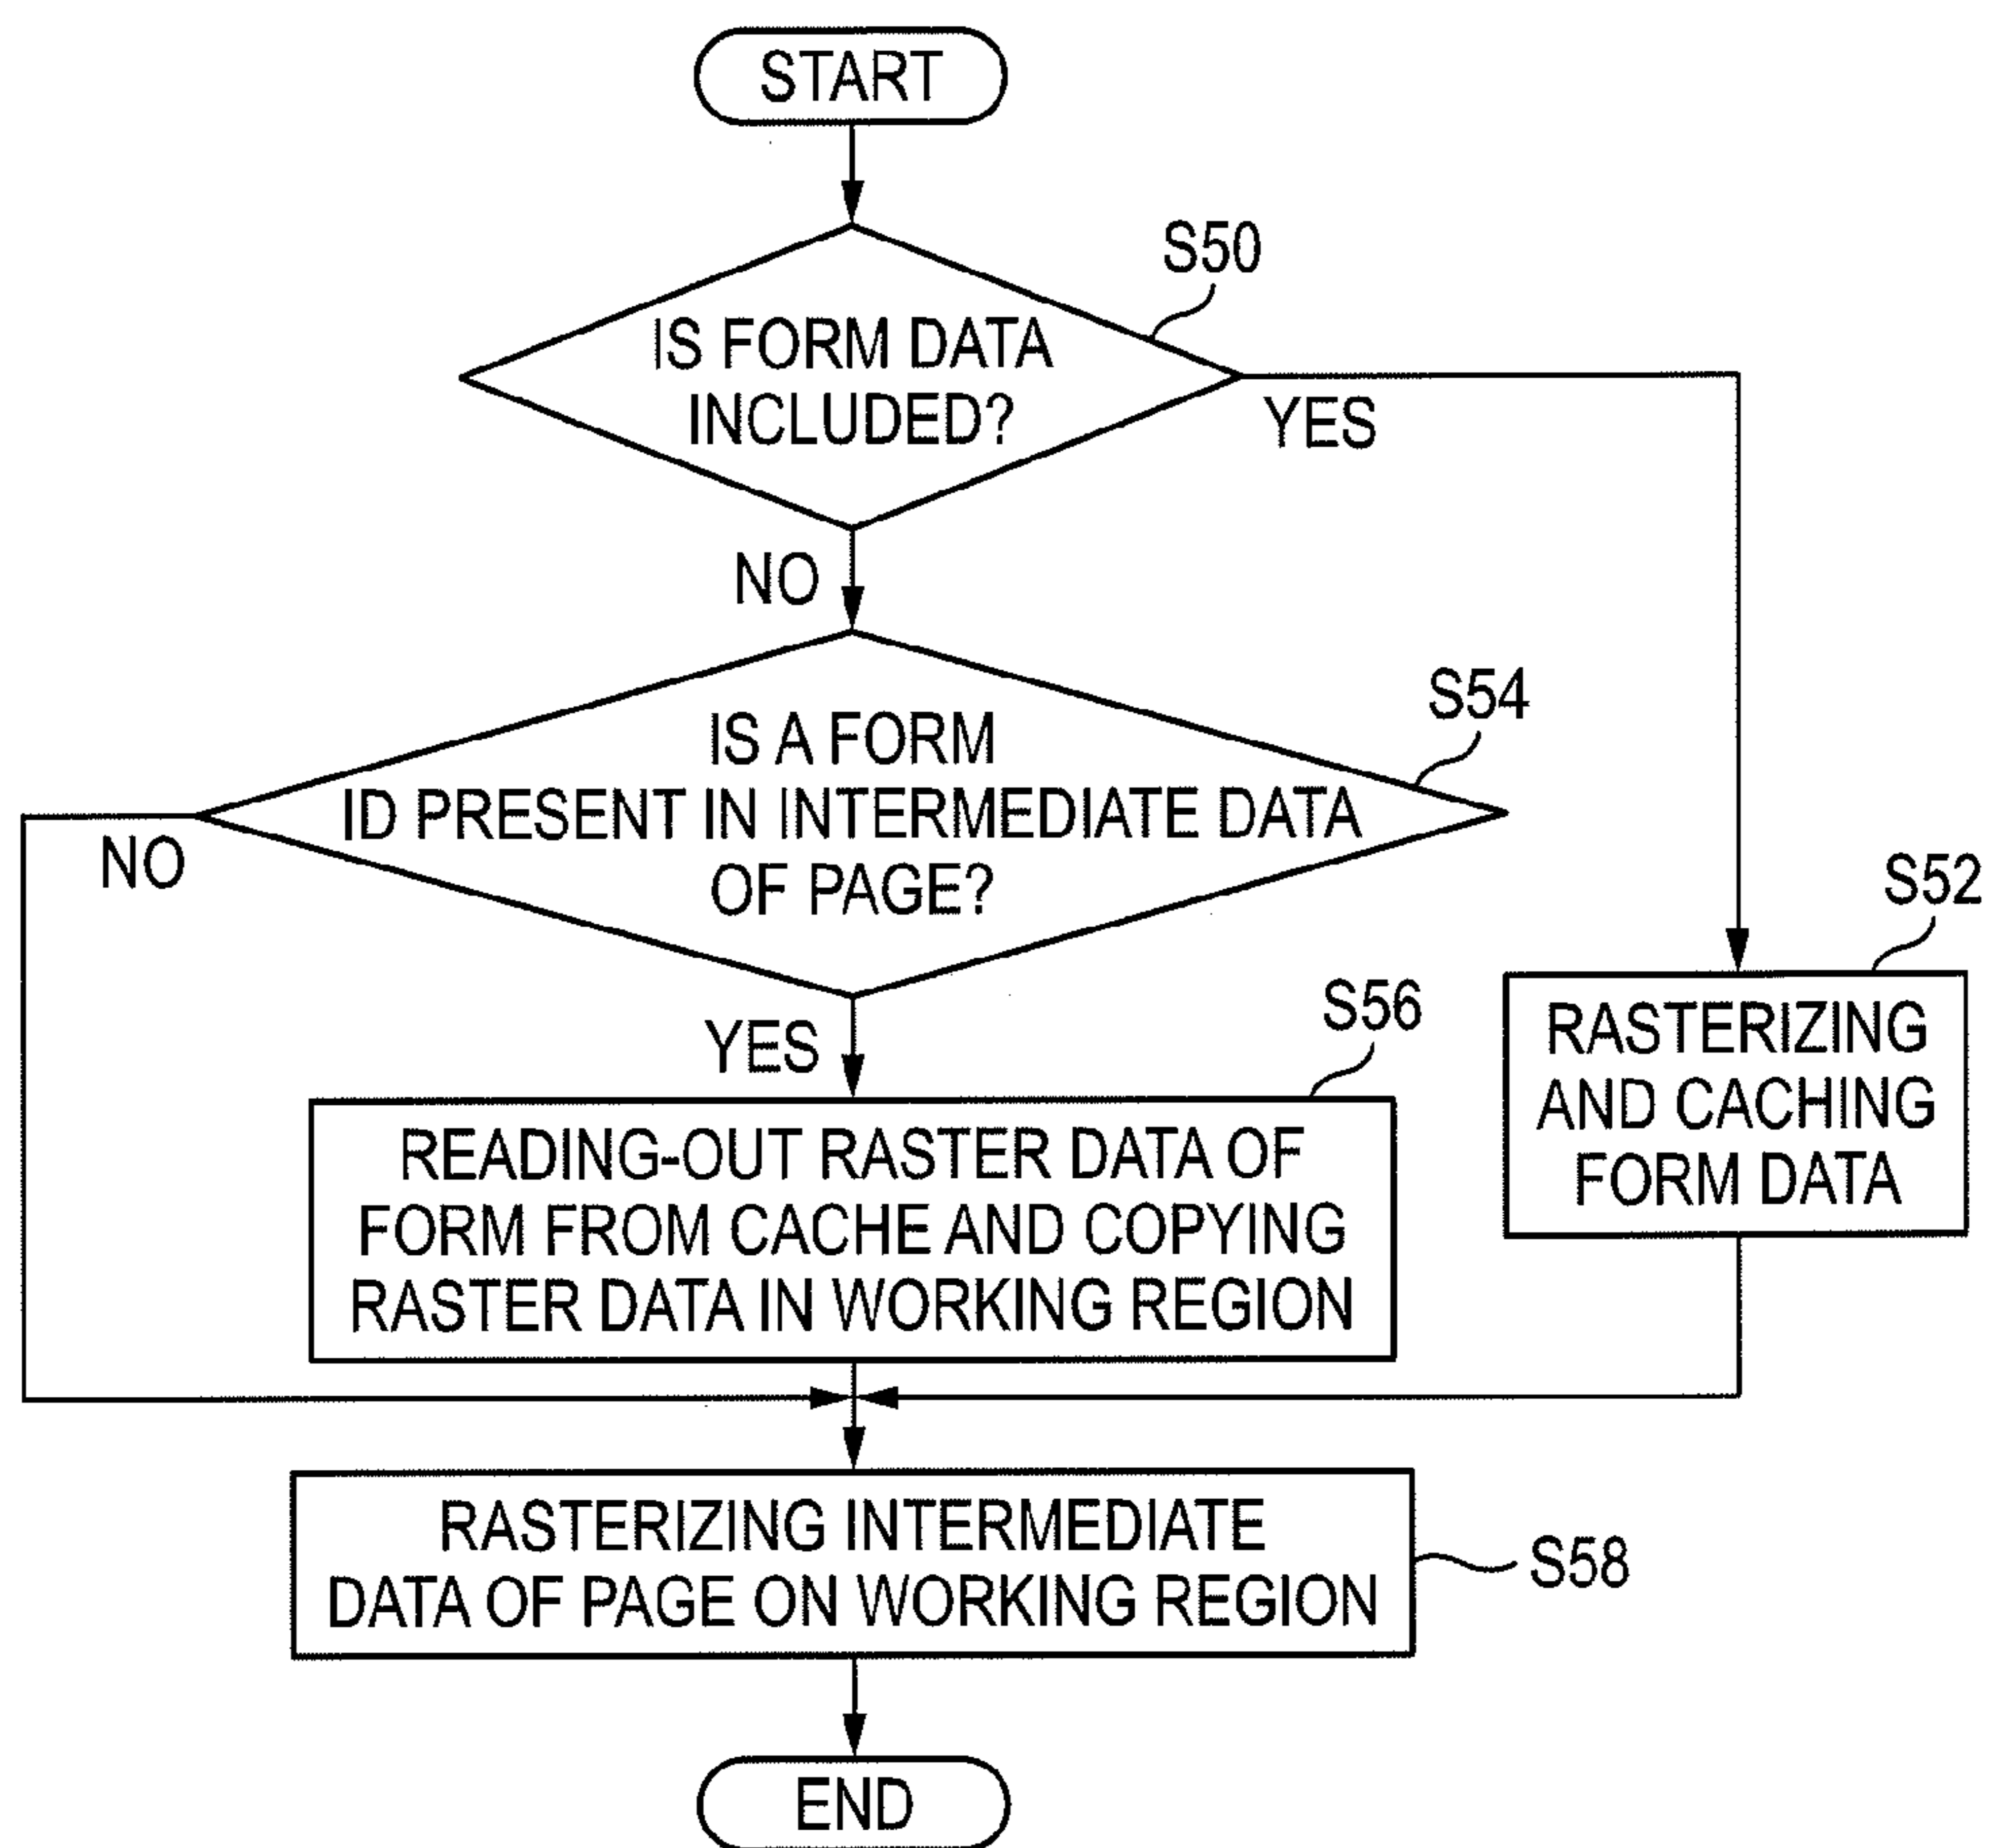 START
S50
IS FORM DATA
INCLUDED?
YES
NO
S54
IS A FORM
ID PRESENT IN INTERMEDIATE DATA
OF PAGE?
NO
YES
S52
RASTERIZING
AND CACHING
FORM DATA
S56
READING-OUT RASTER DATA OF
FORM FROM CACHE AND COPYING
RASTER DATA IN WORKING REGION
RASTERIZING INTERMEDIATE
DATA OF PAGE ON WORKING REGION
S58
END